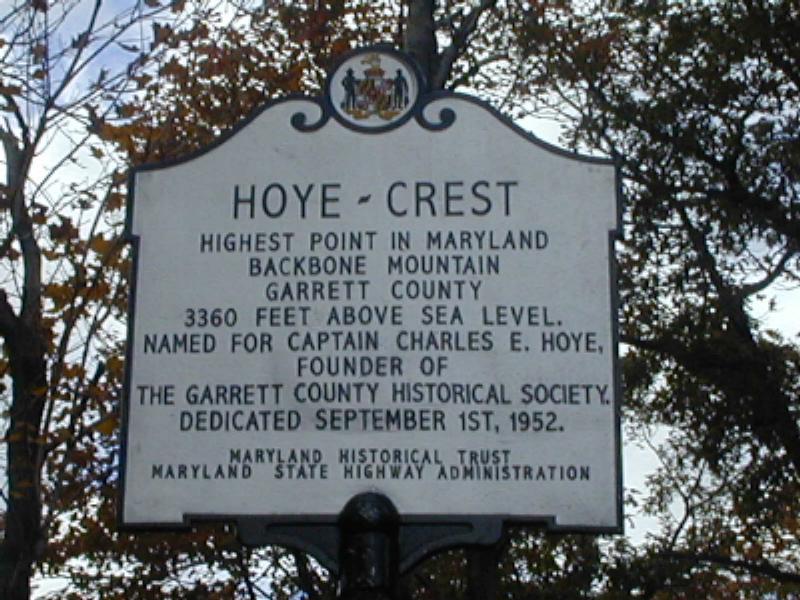 HOYE - CREST
HIGHEST POINT IN MARYLAND
BACKBONE MOUNTAIN
GARRETT COUNTY
3360 FEET ABOVE SEA LEVEL.
NAMED FOR CAPTAIN CHARLES E. HOYE,
FOUNDER OF
THE GARRETT COUNTY HISTORICAL SOCIETY.
DEDICATED SEPTEMBER 1ST, 1952.
MARYLAND HISTORICAL TRUST
MARYLAND STATE HIGHWAY ADMINISTRATION